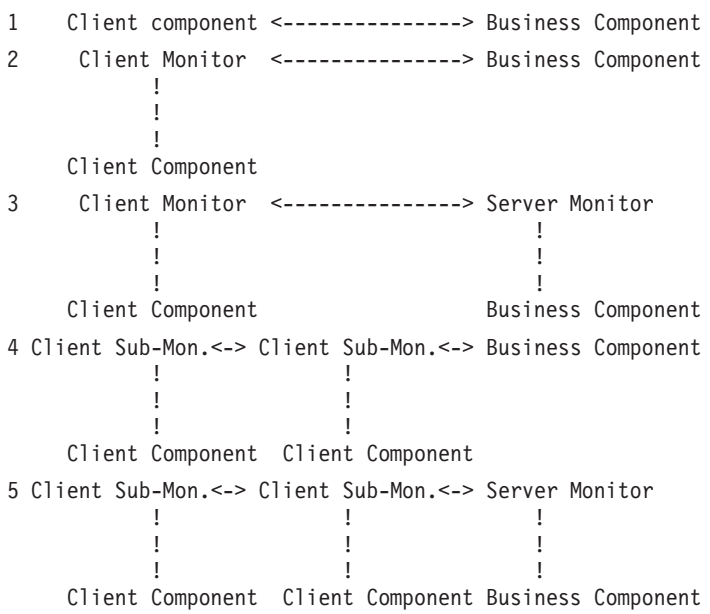 1    Client component <---------------> Business Component
2     Client Monitor  <---------------> Business Component
            !
            !
            !
     Client Component
3     Client Monitor  <---------------> Server Monitor
            !                               !
            !                               !
            !                               !
     Client Component                   Business Component
4 Client Sub-Mon.<-> Client Sub-Mon.<-> Business Component
            !               !
            !               !
            !               !
     Client Component  Client Component
5 Client Sub-Mon.<-> Client Sub-Mon.<-> Server Monitor
            !               !               !
            !               !               !
            !               !               !
     Client Component  Client Component Business Component